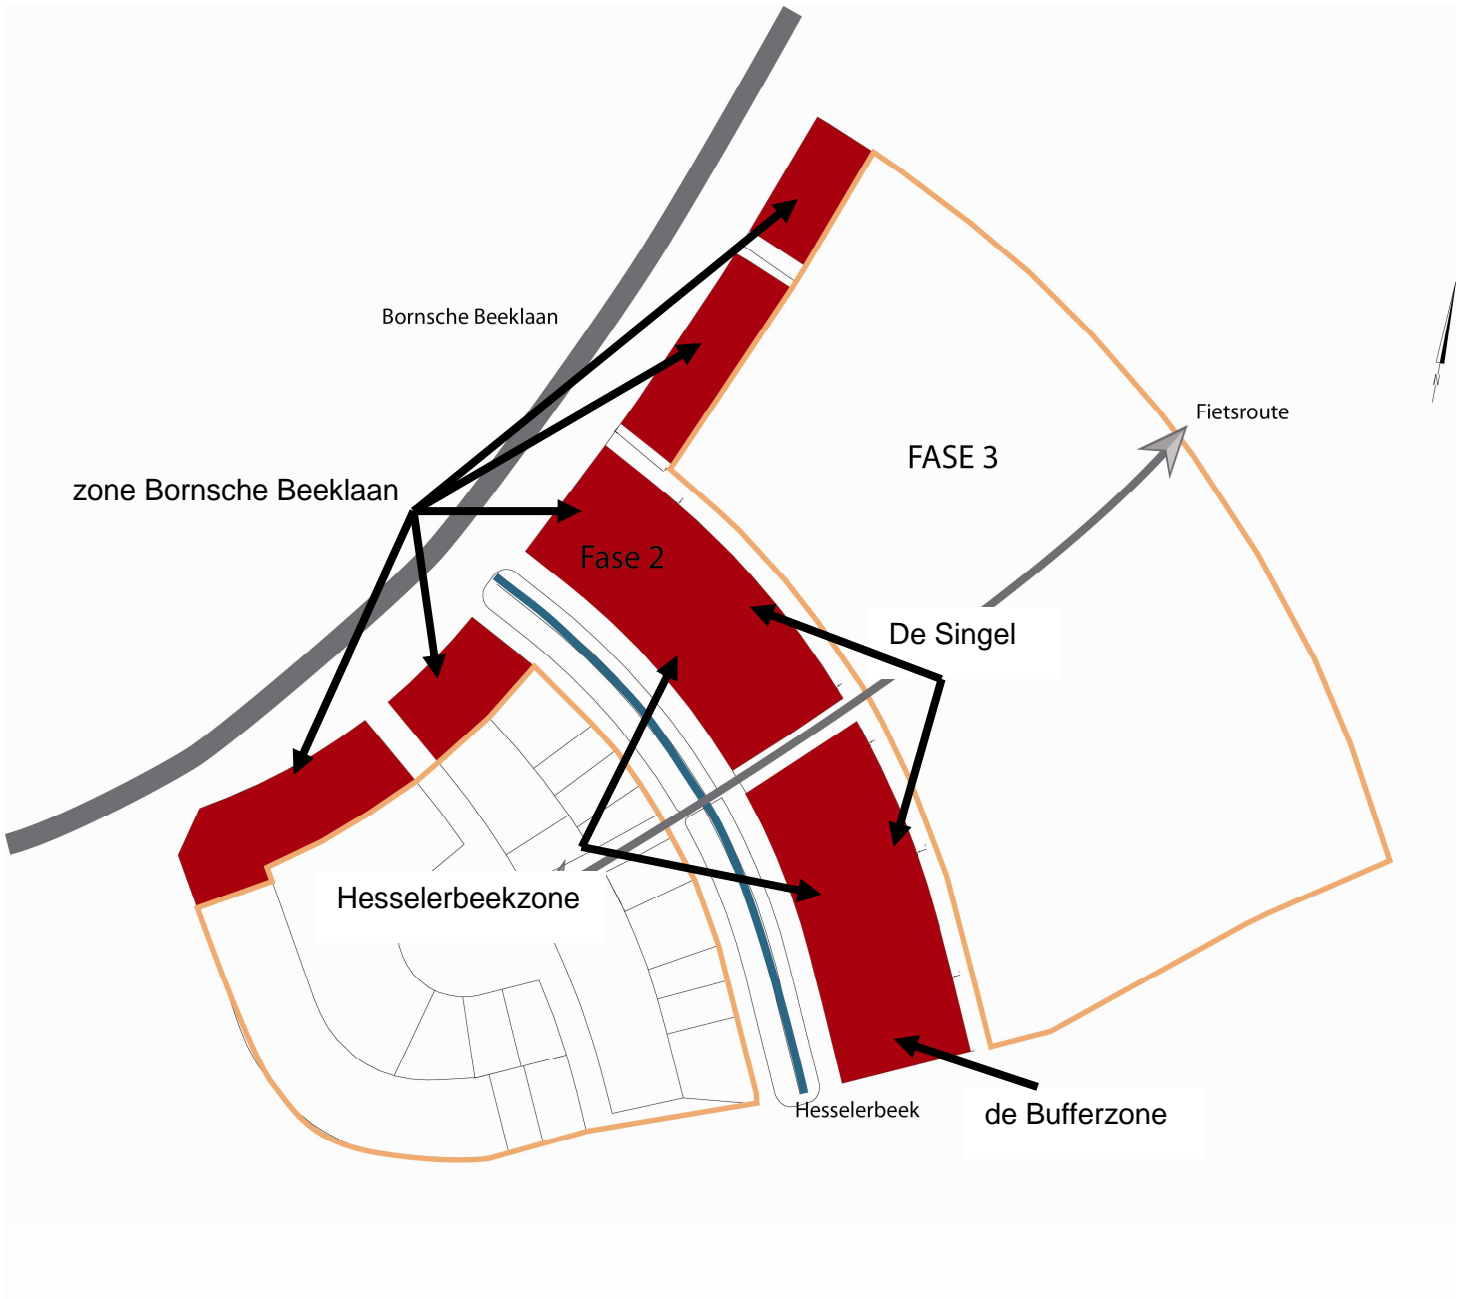 Bornsche Beeklaan
Fietsroute
FASE 3
zone Bornsche Beeklaan
Fase 2
De Singel
Hesselerbeekzone
Hesselerbeek
de Bufferzone
N